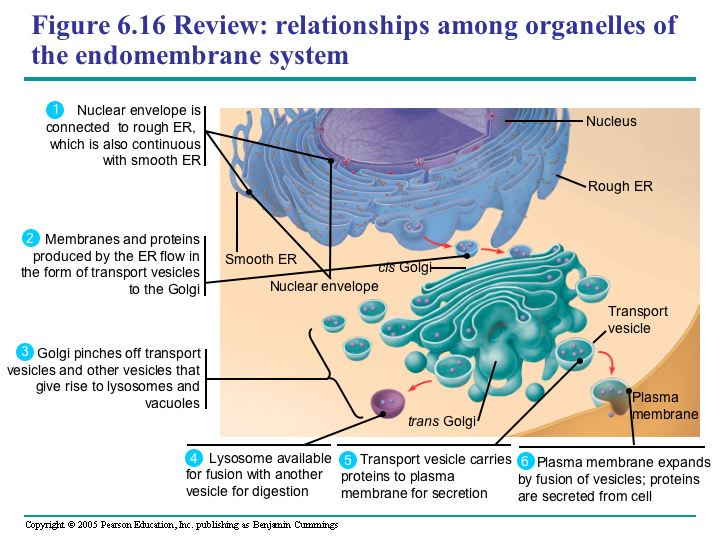 Figure 6.16 Review: relationships among organelles of
the endomembrane system
1 Nuclear envelope is
connected to rough ER,
which is also continuous
with smooth ER
Nucleus
Rough ER
2 Membranes and proteins
produced by the ER flow in
the form of transport vesicles
to the Golgi
Smooth ER
cis Golgi
Nuclear envelope
Transport
vesicle
3 Golgi pinches off transport
vesicles and other vesicles that
give rise to lysosomes and
vacuoles
Plasma
membrane
trans Golgi
4 Lysosome available
for fusion with another
vesicle for digestion
5 Transport vesicle carries
proteins to plasma
membrane for secretion
6 Plasma membrane expands
by fusion of vesicles; proteins
are secreted from cell
Copyright © 2005 Pearson Education, Inc. publishing as Benjamin Cummings